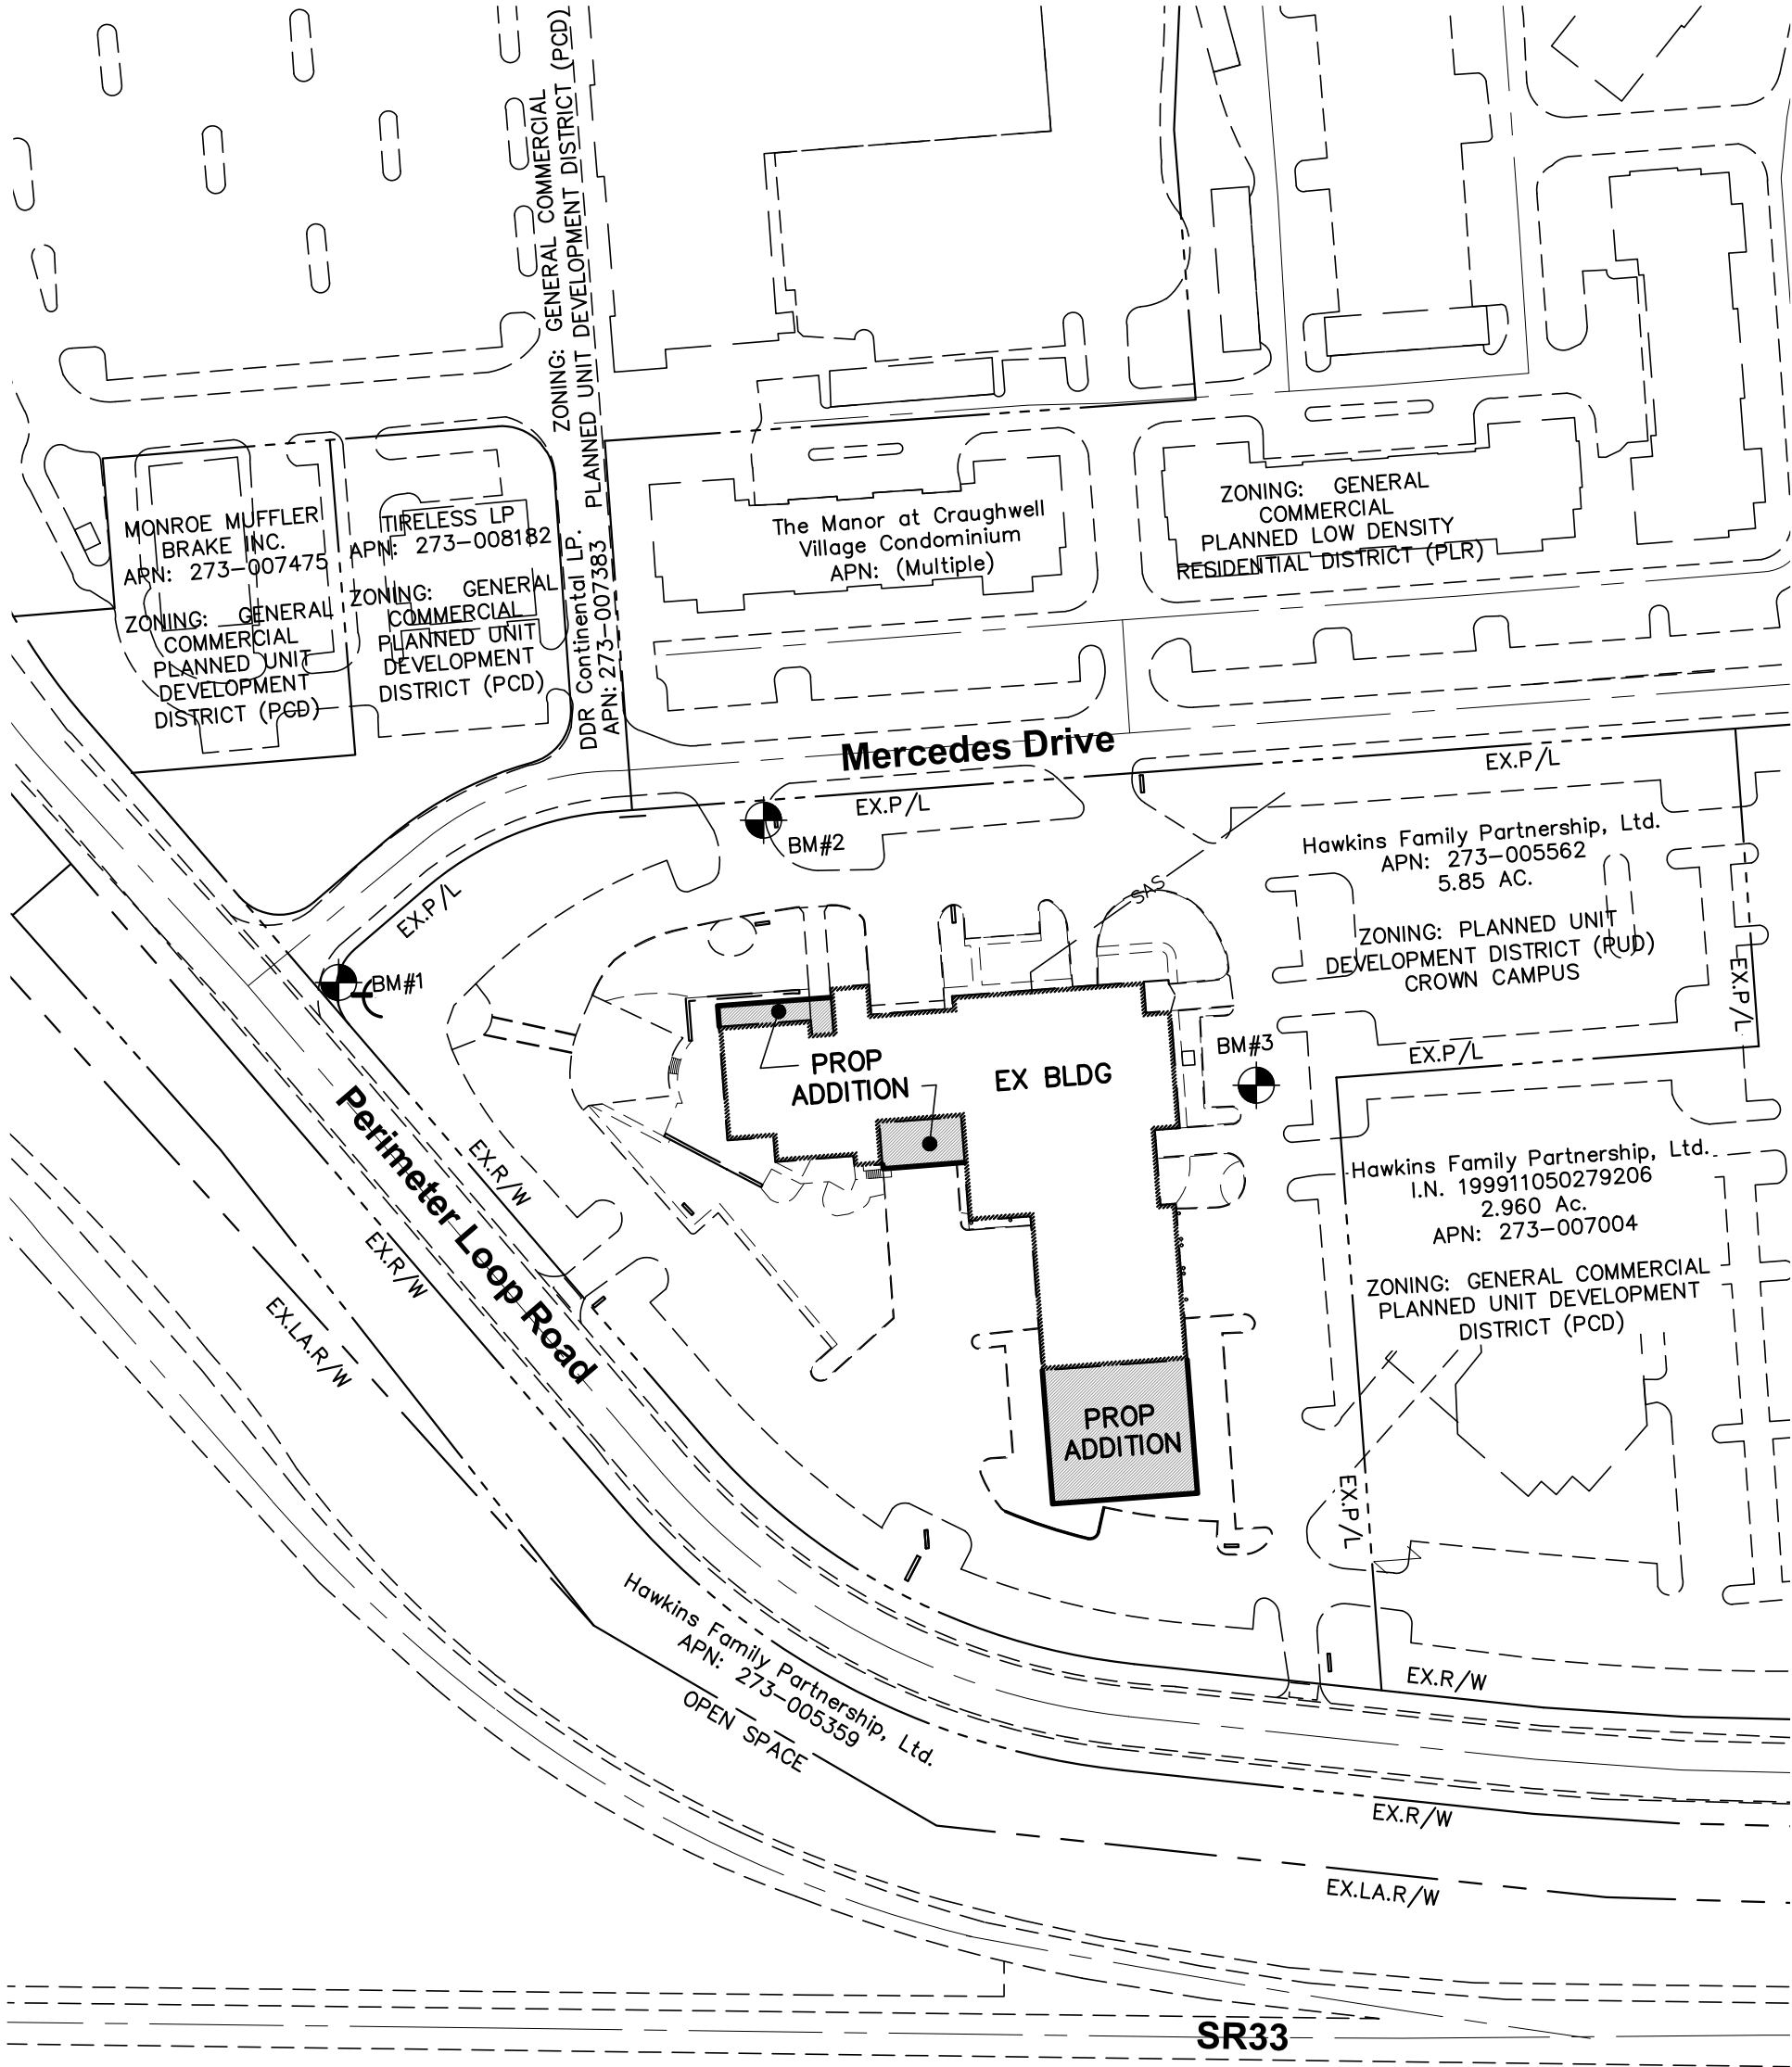 ZONING: GENERAL COMMERCIAL
PLANNED UNIT DEVELOPMENT DISTRICT (PCD)
DDR Continental LP.
APN: 273-007383
MONROE MUFFLER
BRAKE INC.
APN: 273-007475
ZONING: GENERAL
COMMERCIAL
PLANNED UNIT
DEVELOPMENT
DISTRICT (PCD)
TIRELESS LP
APN: 273-008182
ZONING: GENERAL
COMMERCIAL
PLANNED UNIT
DEVELOPMENT
DISTRICT (PCD)
The Manor at Craughwell
Village Condominium
APN: (Multiple)
ZONING: GENERAL
COMMERCIAL
PLANNED LOW DENSITY
RESIDENTIAL DISTRICT (PLR)
Mercedes Drive
EX.P/L
EX.P/L
BM#2
EX.P/L
BM#1
SAS
Hawkins Family Partnership, Ltd.
APN: 273-005562
5.85 AC.
ZONING: PLANNED UNIT
DEVELOPMENT DISTRICT (PUD)
CROWN CAMPUS
EX.P/L
EX.P/L
BM#3
PROP
ADDITION
EX BLDG
Hawkins Family Partnership, Ltd.
I.N. 199911050279206
2.960 Ac.
APN: 273-007004
ZONING: GENERAL COMMERCIAL
PLANNED UNIT DEVELOPMENT
DISTRICT (PCD)
Perimeter Loop Road
EX.R/W
EX.R/W
EX.LA.R/W
PROP
ADDITION
EX.P/L
Hawkins Family Partnership, Ltd.
APN: 273-005359
OPEN SPACE
EX.R/W
EX.R/W
EX.LA.R/W
SR33